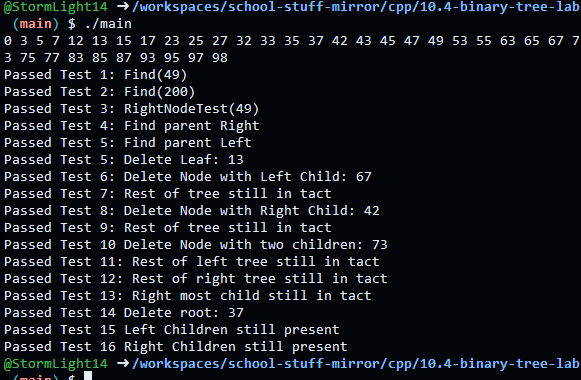 @StormLight14 ➜/workspaces/school-stuff-mirror/cpp/10.4-binary-tree-lab
(main) $ ./main
0 3 5 7 12 13 15 17 23 25 27 32 33 35 37 42 43 45 47 49 53 55 63 65 67 7
3 75 77 83 85 87 93 95 97 98
Passed Test 1: Find(49)
Passed Test 2: Find(200)
Passed Test 3: RightNodeTest(49)
Passed Test 4: Find parent Right
Passed Test 5: Find parent Left
Passed Test 5: Delete Leaf: 13
Passed Test 6: Delete Node with Left Child: 67
Passed Test 7: Rest of tree still in tact
Passed Test 8: Delete Node with Right Child: 42
Passed Test 9: Rest of tree still in tact
Passed Test 10 Delete Node with two children: 73
Passed Test 11: Rest of left tree still in tact
Passed Test 12: Rest of right tree still in tact
Passed Test 13: Right most child still in tact
Passed Test 14 Delete root: 37
Passed Test 15 Left Children still present
Passed Test 16 Right Children still present
@StormLight14 ➜/workspaces/school-stuff-mirror/cpp/10.4-binary-tree-lab
(main) $